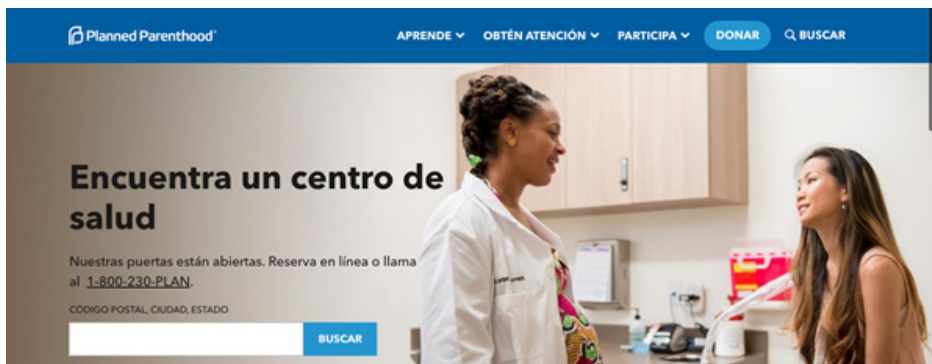 Planned Parenthood®
APRENDE OBTÉN ATENCIÓN PARTICIPA DONAR BUSCAR
Encuentra un centro de
salud
Nuestras puertas están abiertas. Reserva en línea o llama
al 1-800-230-PLAN.
CÓDIGO POSTAL, CIUDAD, ESTADO
BUSCAR